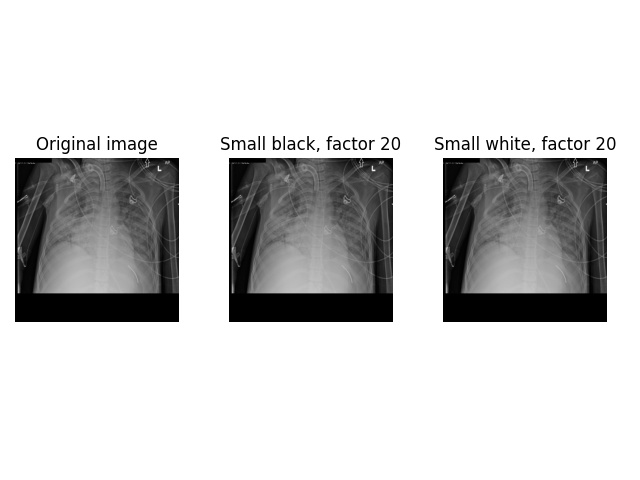 Original image
Small black, factor 20
Small white, factor 20
L
L
L